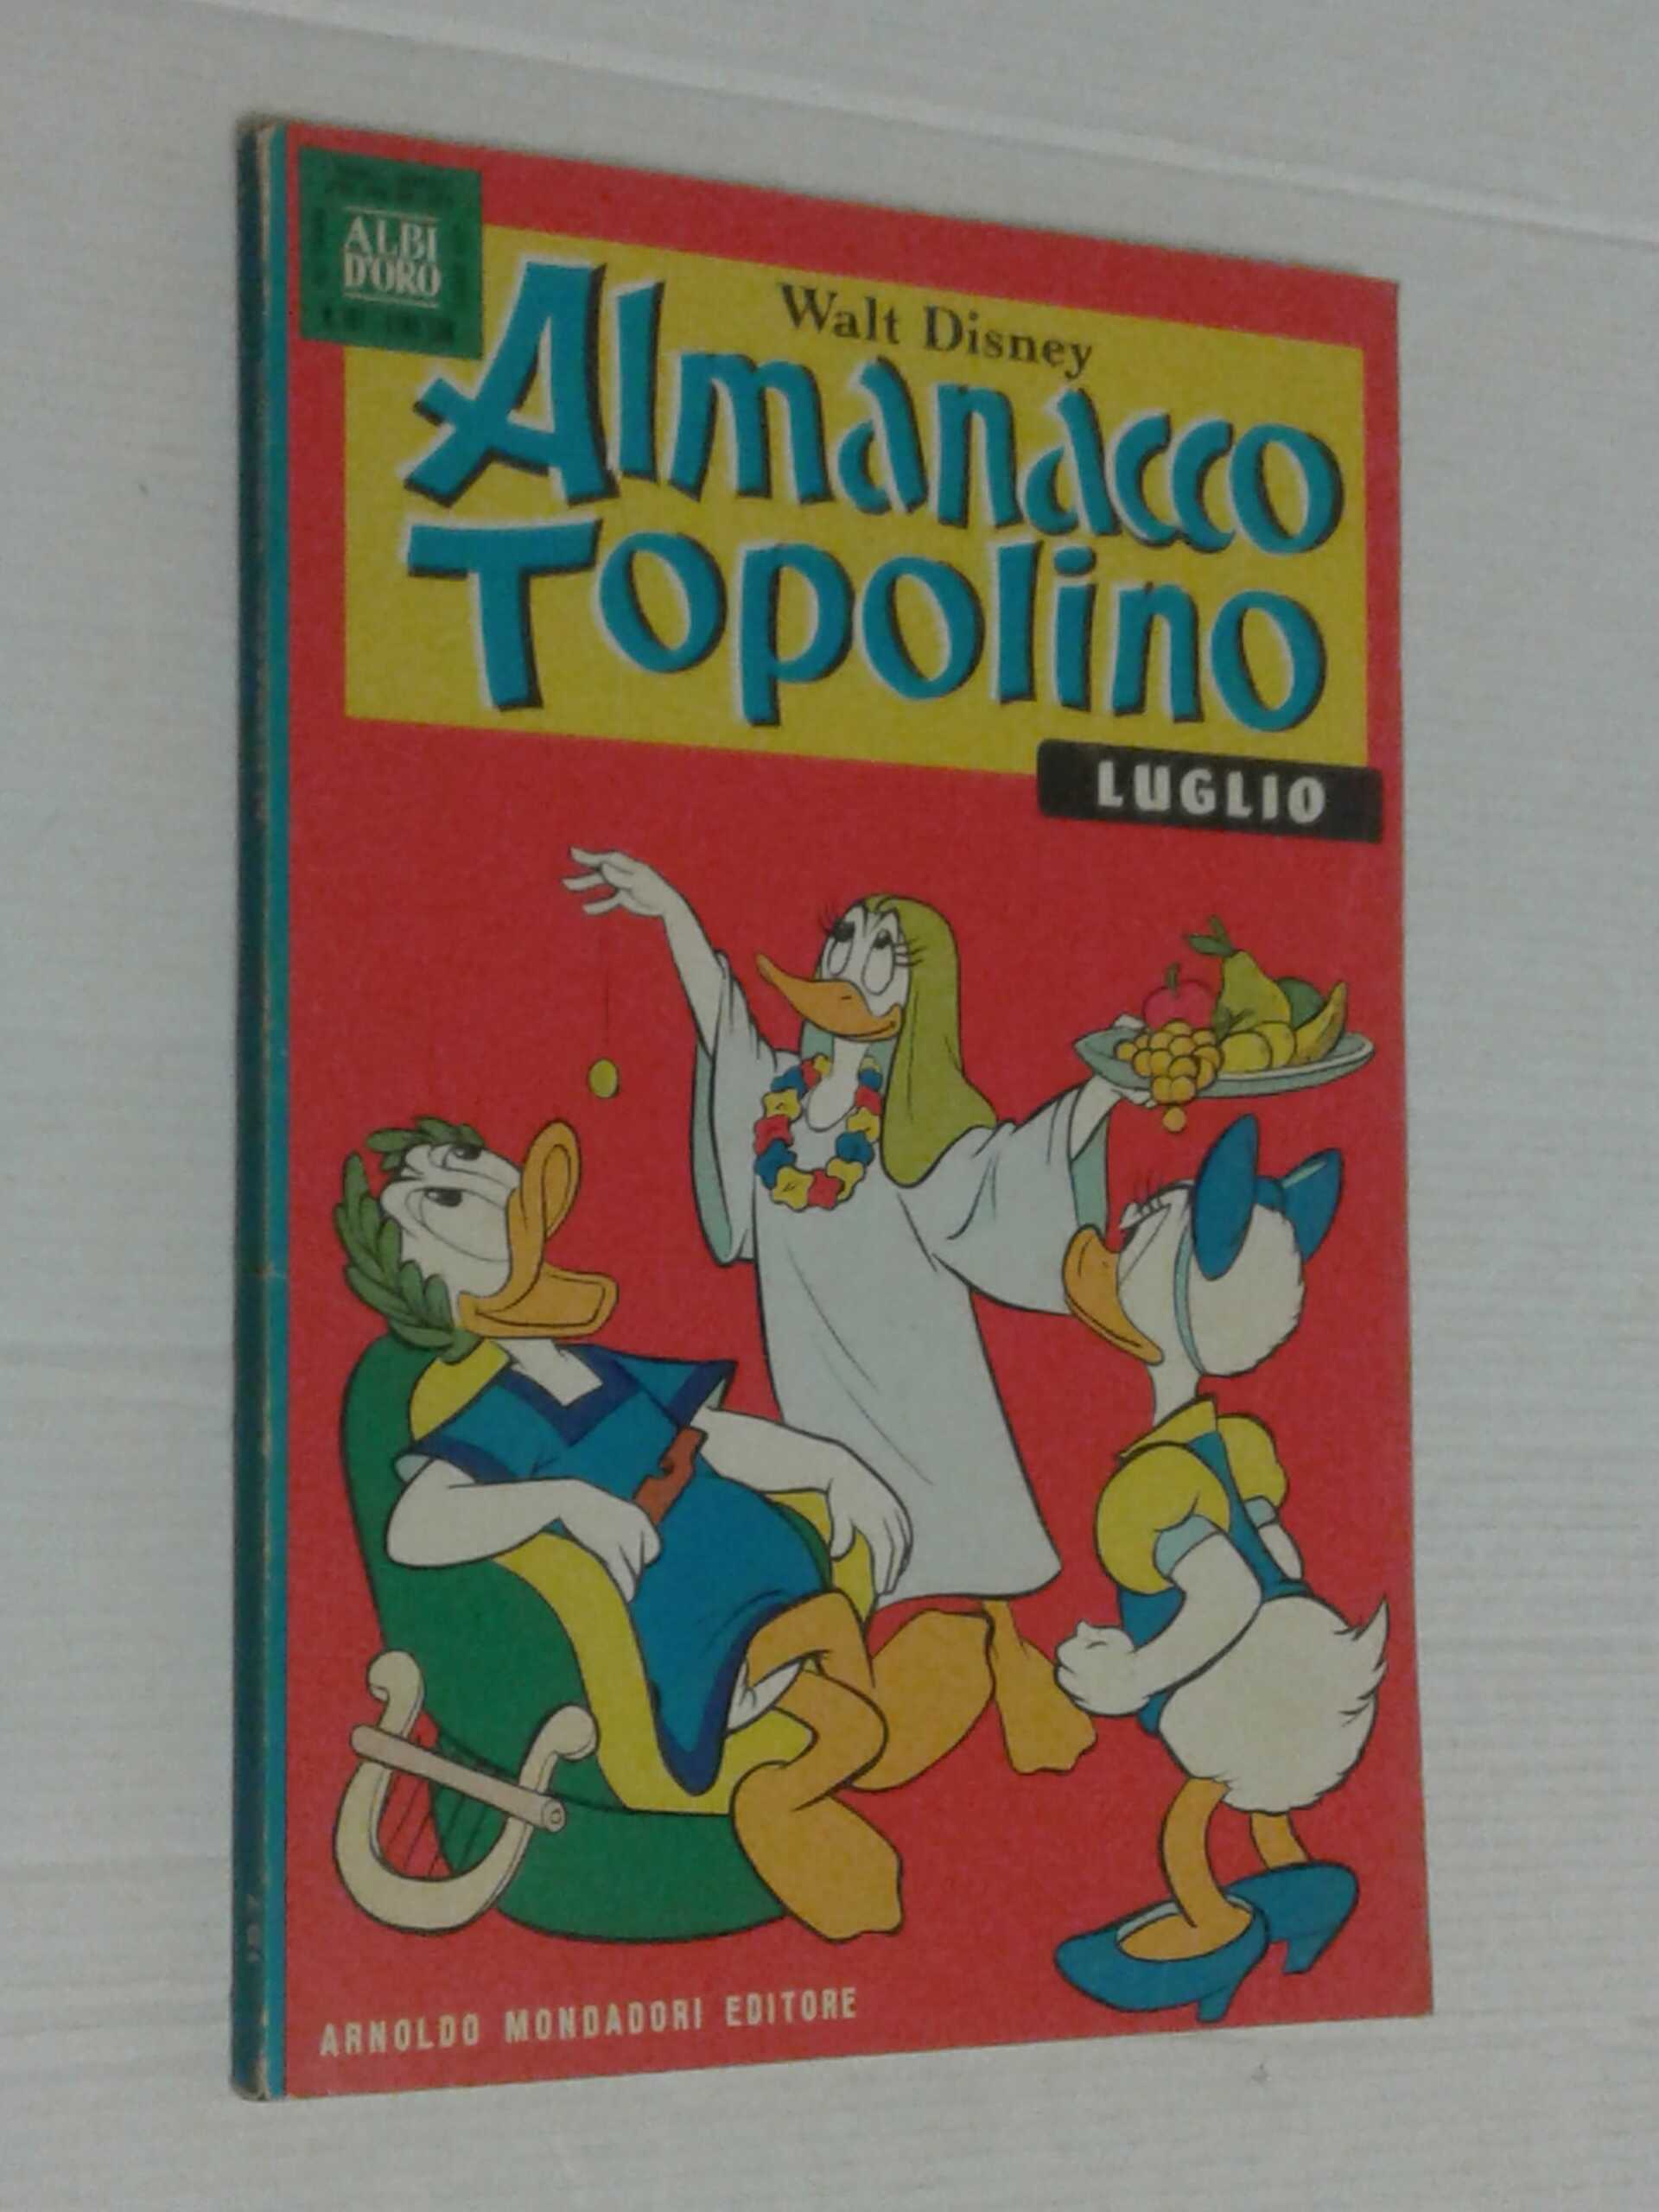 ALBI
D'ORO
Walt Disney
Almanacco
Topolino
LUGLIO
ARNOLDO MONDADORI EDITORE